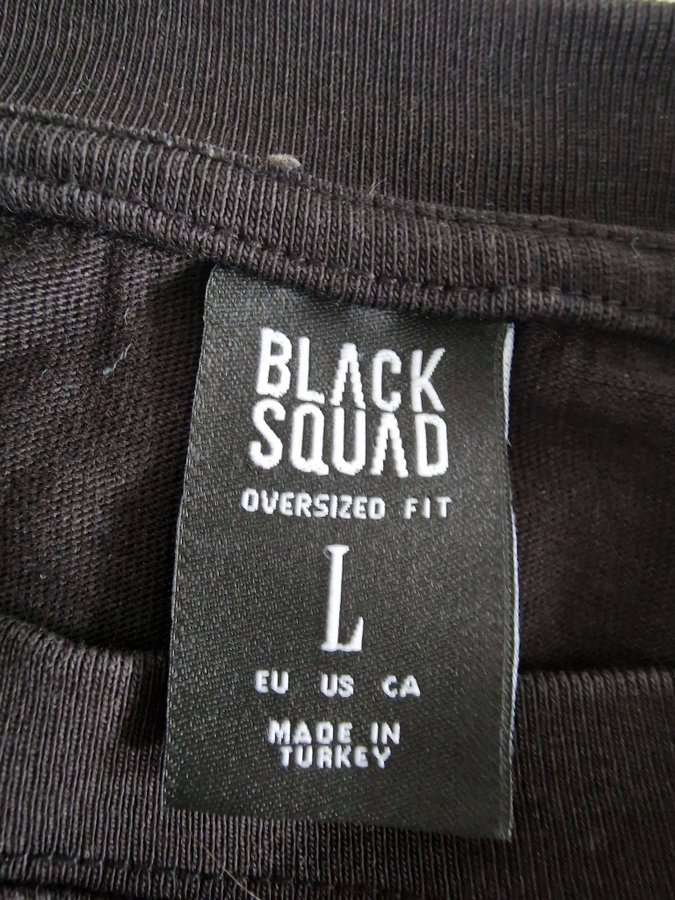 BLACK
SQUAD
OVERSIZED FIT
L
EU US CA
MADE IN
TURKEY